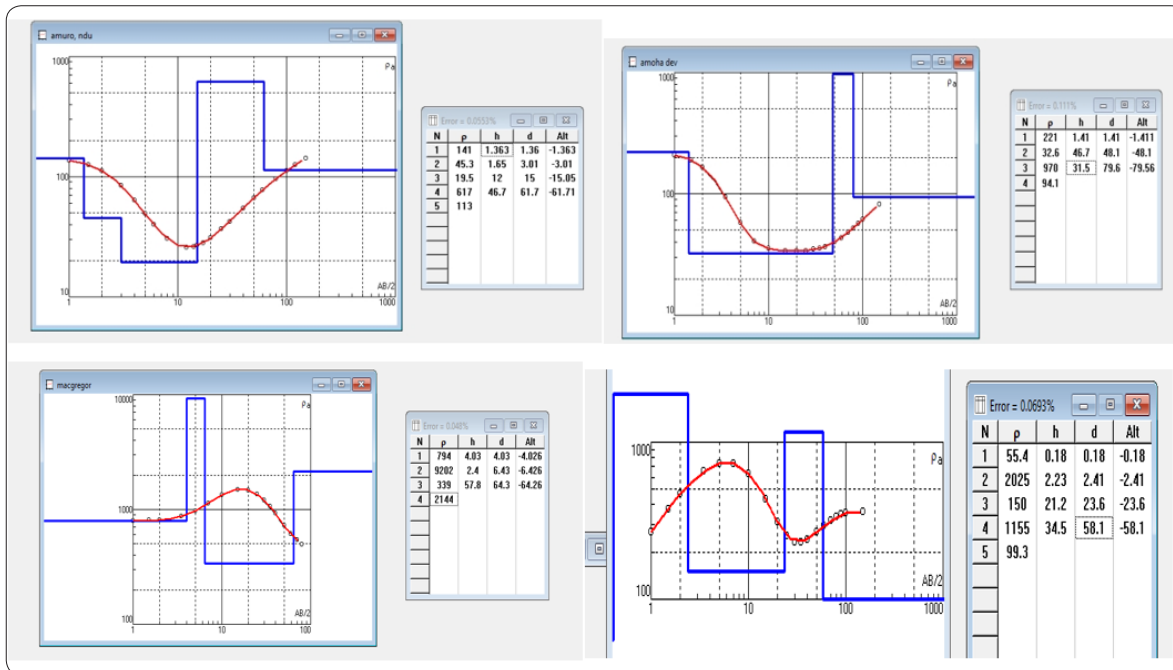 amuro, ndu
1000
ρa
100
10
AB/2
1
10
100
1000
Error = 0.0553%
N ρ h d Alt
1 141 1.363 1.36 -1.363
2 45.3 1.65 3.01 -3.01
3 19.5 12 15 -15.05
4 617 46.7 61.7 -61.71
5 113
amoha dev
1000
ρa
100
10
AB/2
1
10
100
1000
Error = 0.111%
N ρ h d Alt
1 221 1.41 1.41 -1.411
2 32.6 46.7 48.1 -48.1
3 970 31.5 79.6 -79.56
4 94.1
macgregor
10000
ρa
1000
100
AB/2
1
10
100
Error = 0.048%
N ρ h d Alt
1 794 4.03 4.03 -4.026
2 9202 2.4 6.43 -6.426
3 339 57.8 64.3 -64.26
4 2144
1000
ρa
100
AB/2
1
10
100
1000
Error = 0.0693%
N ρ h d Alt
1 55.4 0.18 0.18 -0.18
2 2025 2.23 2.41 -2.41
3 150 21.2 23.6 -23.6
4 1155 34.5 58.1 -58.1
5 99.3